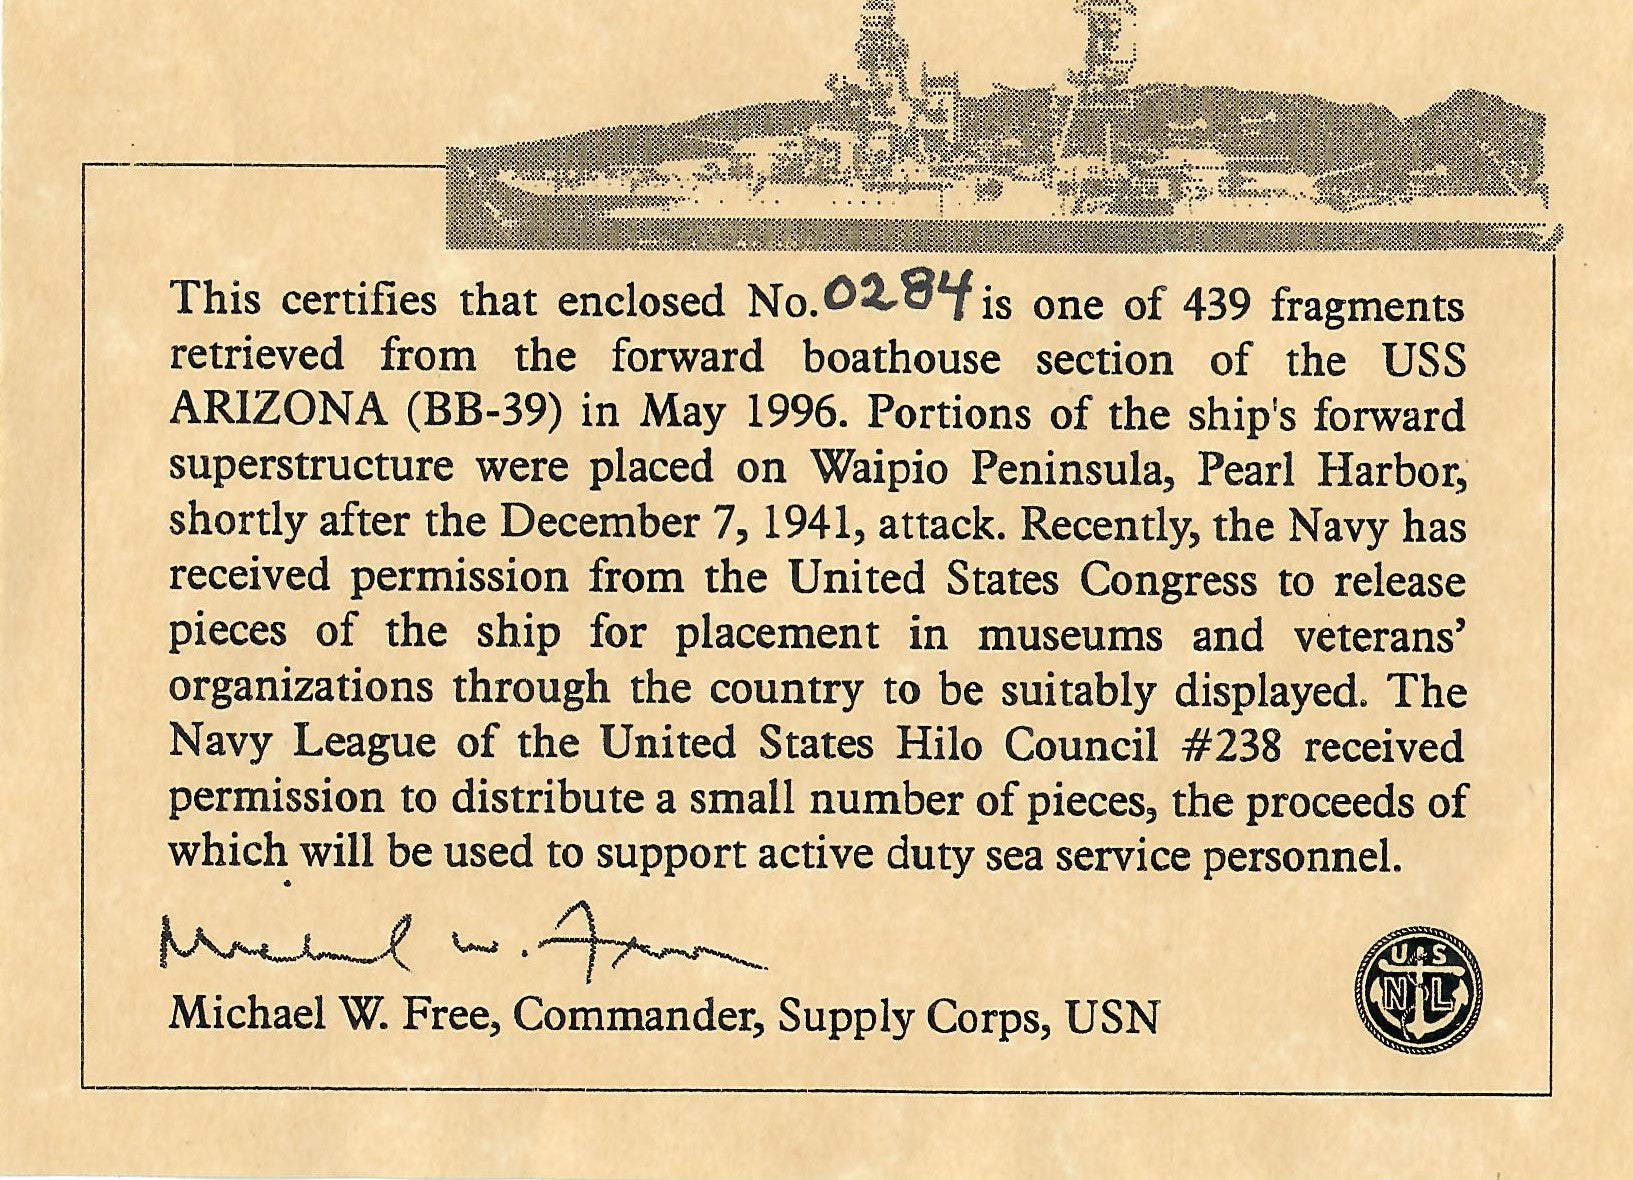 This certifies that enclosed No. 0284 is one of 439 fragments
retrieved from the forward boathouse section of the USS
ARIZONA (BB-39) in May 1996. Portions of the ship's forward
superstructure were placed on Waipio Peninsula, Pearl Harbor,
shortly after the December 7, 1941, attack. Recently, the Navy has
received permission from the United States Congress to release
pieces of the ship for placement in museums and veterans’
organizations through the country to be suitably displayed. The
Navy League of the United States Hilo Council #238 received
permission to distribute a small number of pieces, the proceeds of
which will be used to support active duty sea service personnel.
Michael W. Free
Michael W. Free, Commander, Supply Corps, USN
U S
N L